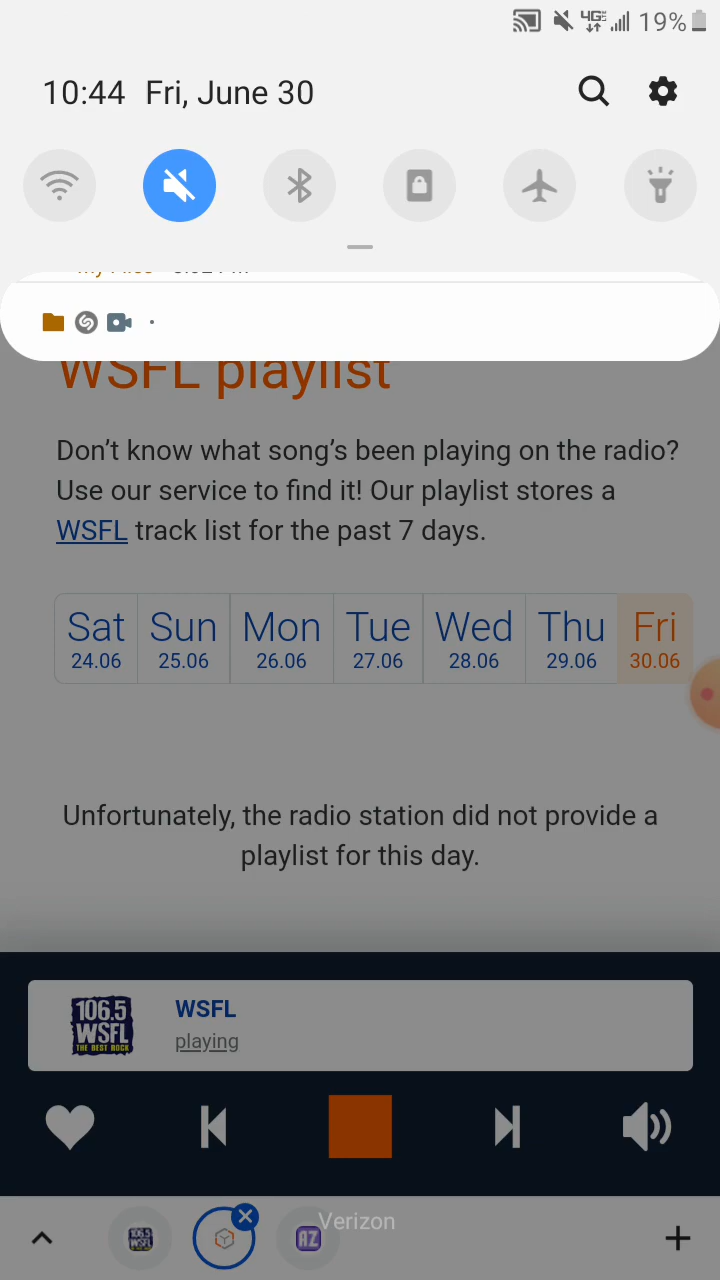 4GE 19%
10:44 Fri, June 30
WSFL playlist
Don't know what song's been playing on the radio?
Use our service to find it! Our playlist stores a
WSFL track list for the past 7 days.
Sat Sun Mon Tue Wed Thu Fri
24.06 25.06 26.06 27.06 28.06 29.06 30.06
Unfortunately, the radio station did not provide a
playlist for this day.
106.5
WSFL
THE BEST ROCK
WSFL
playing
Verizon
106.5
WSFL
AZ